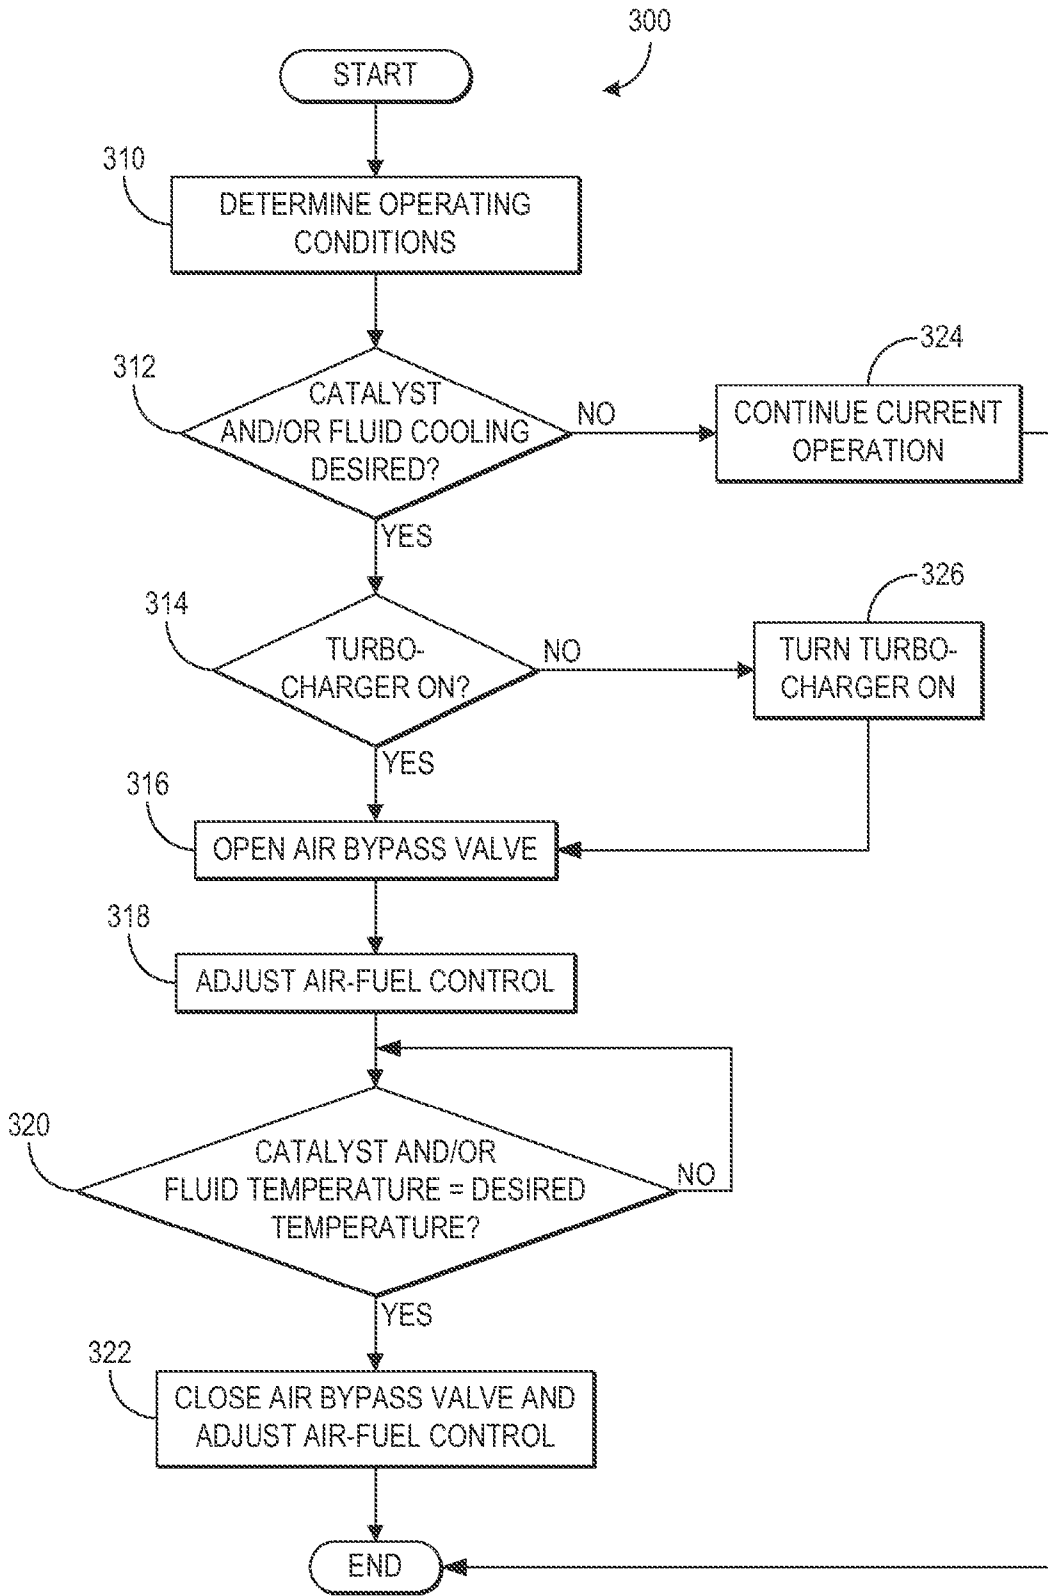 300
START
310
DETERMINE OPERATING
CONDITIONS
312
CATALYST
AND/OR FLUID COOLING
DESIRED?
NO
324
CONTINUE CURRENT
OPERATION
YES
314
TURBO-
CHARGER ON?
NO
326
TURN TURBO-
CHARGER ON
YES
316
OPEN AIR BYPASS VALVE
318
ADJUST AIR-FUEL CONTROL
320
CATALYST AND/OR
FLUID TEMPERATURE = DESIRED
TEMPERATURE?
NO
YES
322
CLOSE AIR BYPASS VALVE AND
ADJUST AIR-FUEL CONTROL
END